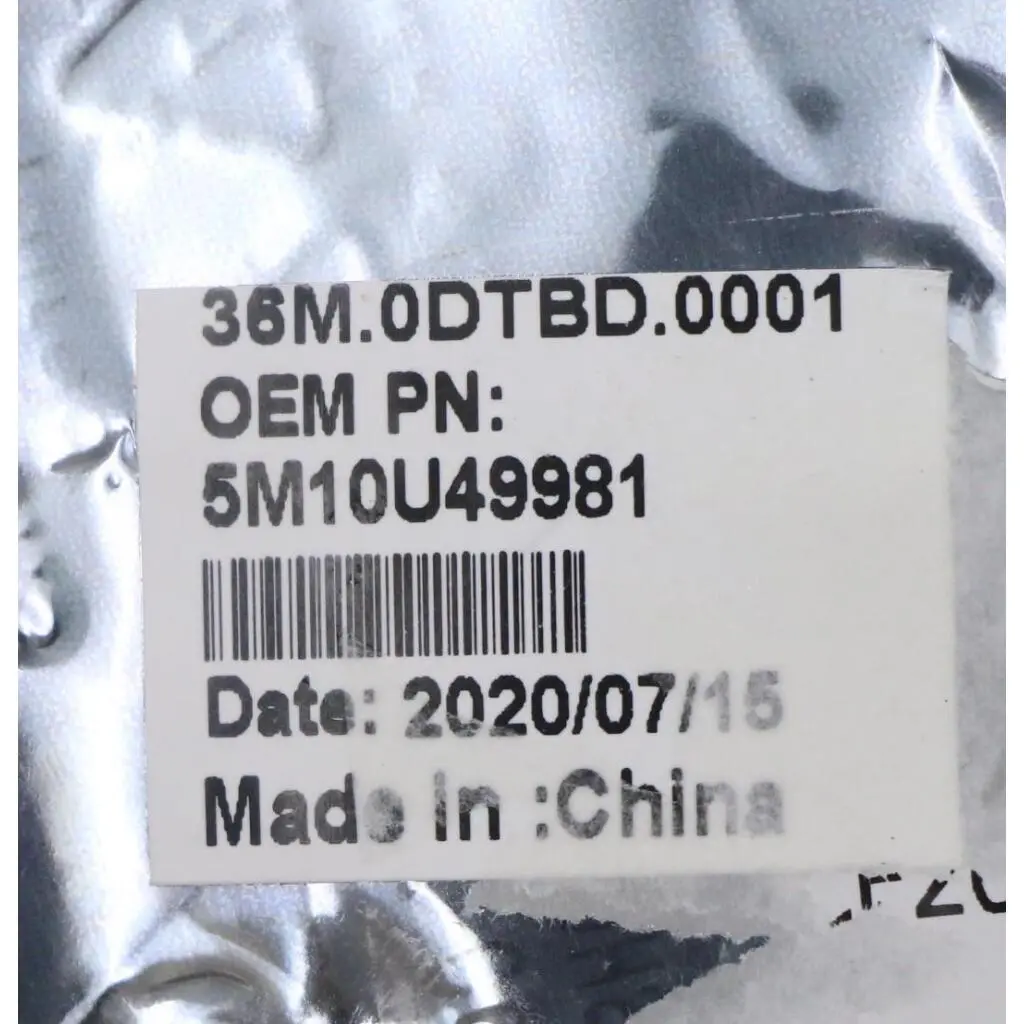 36M.0DTBD.0001
OEM PN:
5M10U49981
Date: 2020/07/15
Made in :China